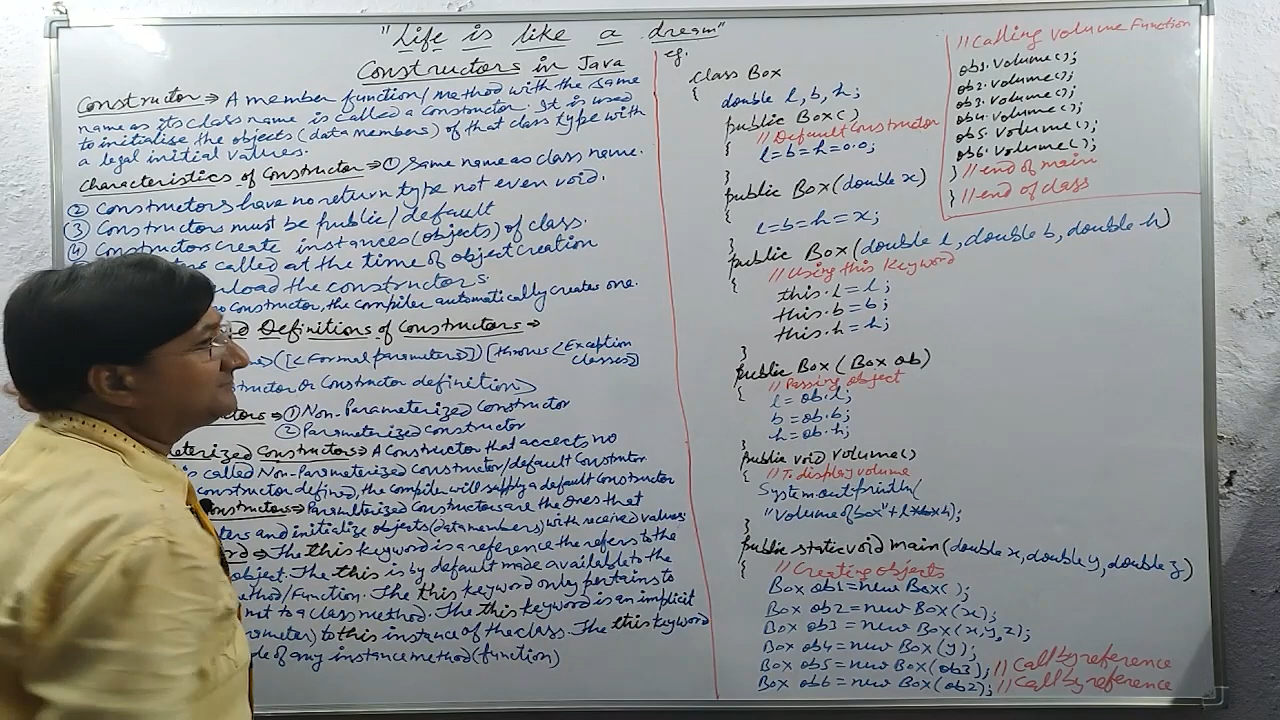 "Life is like a dream"
Constructors in Java
Constructor → A member function/method with the same
name as its class name is called a constructor. It is used
to initialise the objects (data members) of that class type with
a legal initial values.
Characteristics of Constructor → ① Same name as class name.
② Constructors have no return type not even void.
③ Constructors must be public/default
④ Constructors create instances (objects) of class.
called at the time of object creation
load the constructors.
no constructor, the compiler automatically creates one.
Definitions of Constructors →
([<Formal parameters>]) [throws <Exception
classes>]
structor or Constructor definition)
tors → ① Non-Parameterized Constructor
② Parameterized constructor
eterized Constructors → A Constructor that accects no
is called Non-Parameterized Constructor/default Construtor
constructor defined, the compiler will supply a default constructor
onstructors → Parametrized Constructors are the ones that
ters and initialize objects (data members) with received values
rd → The this keyword is a reference the refers to the
object. The this is by default made available to the
ethod/Function. The this keyword only pertains to
not to a class method. The this keyword is an implicit
rameter) to this instance of the class. The this keyword
de of any instance method (function)
eg.
class Box
{
double l, b, h;
public Box()
// Default Constructor
{
l=b=h=0.0;
}
public Box(double x)
{
l=b=h=x;
}
public Box(double l, double b, double h)
// Using this Keyword
{
this.l = l;
this.b = b;
this.h = h;
}
public Box(Box ob)
// Passing object
{
l=ob.l;
b=ob.b;
h=ob.h;
}
public void volume()
// To display volume
{
System.out.println(
"Volume of box"+l*b*h);
}
public static void main(double x, double y, double z)
{
// Creating objects
Box ob1=new Box();
Box ob2=new Box(x);
Box ob3=new Box(x,y,z);
Box ob4=new Box(y);
Box ob5=new Box(ob3); // Call by reference
Box ob6=new Box(ob2); // Call by reference
// Calling volume Function
ob1.volume();
ob2.volume();
ob3.volume();
ob4.volume();
ob5.volume();
ob6.volume();
} // end of main
} // end of class